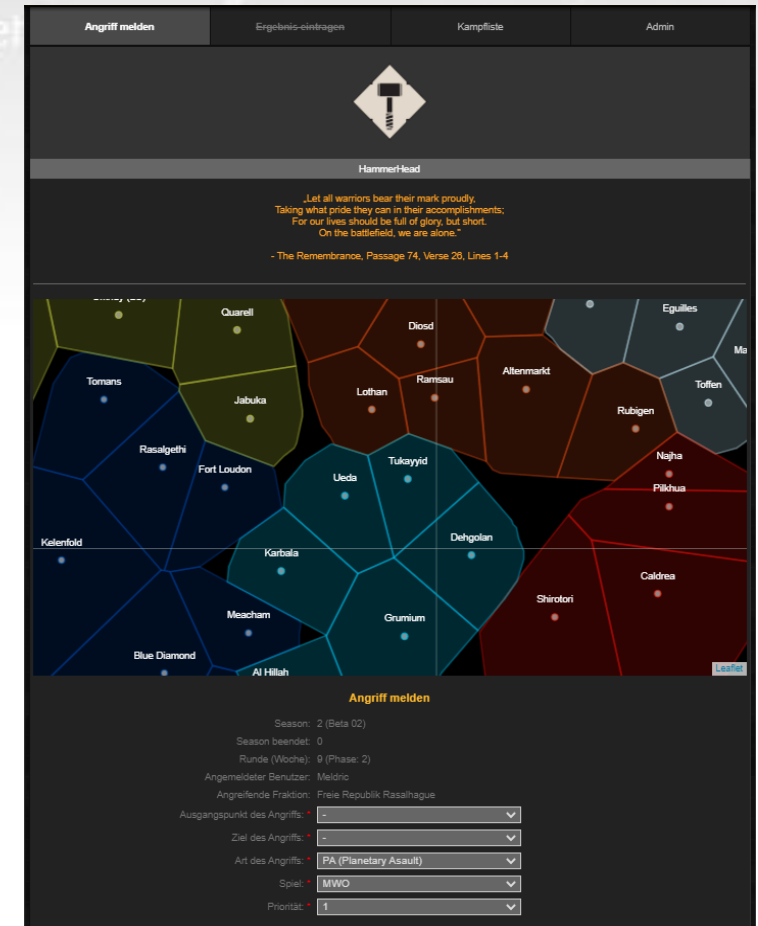 Angriff melden
Ergebnis eintragen
Kampfliste
Admin
HammerHead
„Let all warriors bear their mark proudly,
Taking what pride they can in their accomplishments;
For our lives should be full of glory, but short.
On the battlefield, we are alone.“
- The Remembrance, Passage 74, Verse 26, Lines 1-4
Quarell
Eguilles
Diosd
Ma
Altenmarkt
Tomans
Ramsau
Toffen
Lothan
Jabuka
Rubigen
Rasalgethi
Najha
Tukayyid
Fort Loudon
Ueda
Pilkhua
Kelenfold
Dehgolan
Karbala
Caldrea
Shirotori
Meacham
Grumium
Blue Diamond
Al Hillah
Leaflet
Angriff melden
Season: 2 (Beta 02)
Season beendet: 0
Runde (Woche): 9 (Phase: 2)
Angemeldeter Benutzer: Meldric
Angreifende Fraktion: Freie Republik Rasalhague
Ausgangspunkt des Angriffs: * -
Ziel des Angriffs: * -
Art des Angriffs: * PA (Planetary Asault)
Spiel: * MWO
Priorität: * 1